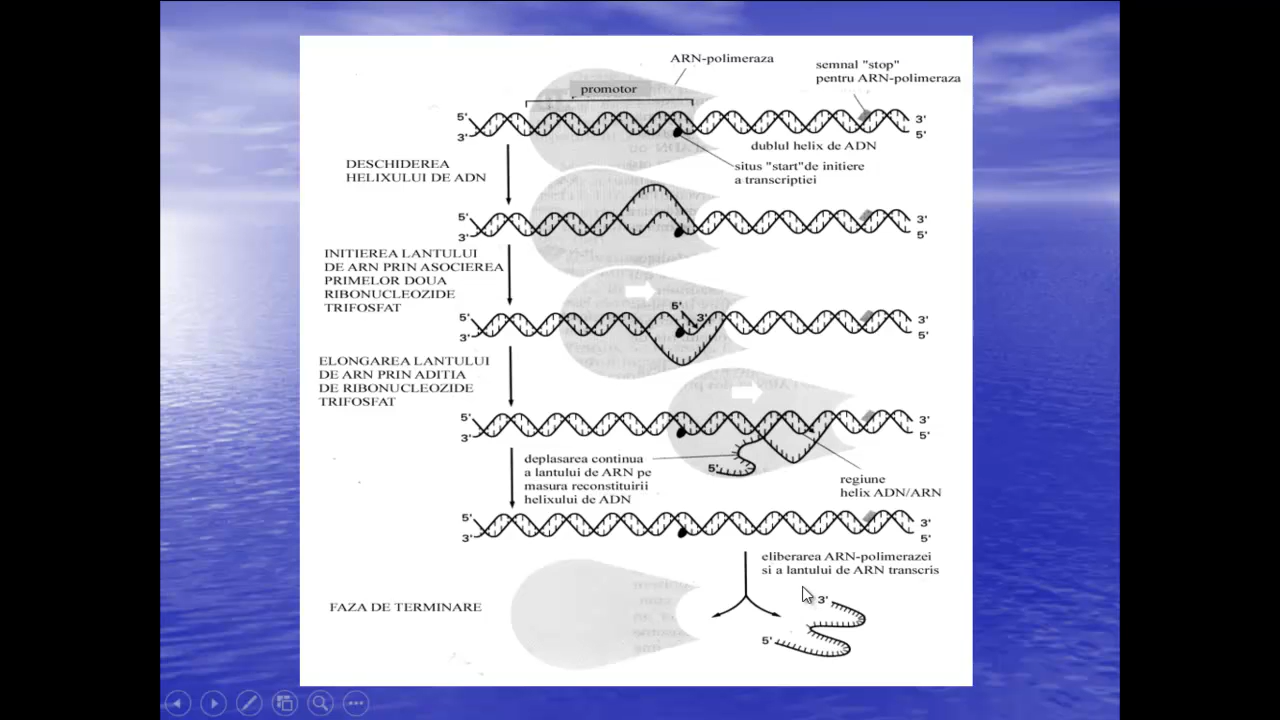 ARN-polimeraza
semnal "stop"
pentru ARN-polimeraza
promotor
5'
3'
3'
5'
dublul helix de ADN
situs "start"de initiere
a transcriptiei
DESCHIDEREA
HELIXULUI DE ADN
5'
3'
3'
5'
INITIEREA LANTULUI
DE ARN PRIN ASOCIEREA
PRIMELOR DOUA
RIBONUCLEOZIDE
TRIFOSFAT
5'
3'
5'
3'
3'
5'
ELONGAREA LANTULUI
DE ARN PRIN ADITIA
DE RIBONUCLEOZIDE
TRIFOSFAT
5'
3'
3'
5'
5'
deplasarea continua
a lantului de ARN pe
masura reconstituirii
helixului de ADN
regiune
helix ADN/ARN
5'
3'
3'
5'
eliberarea ARN-polimerazei
si a lantului de ARN transcris
FAZA DE TERMINARE
3'
5'